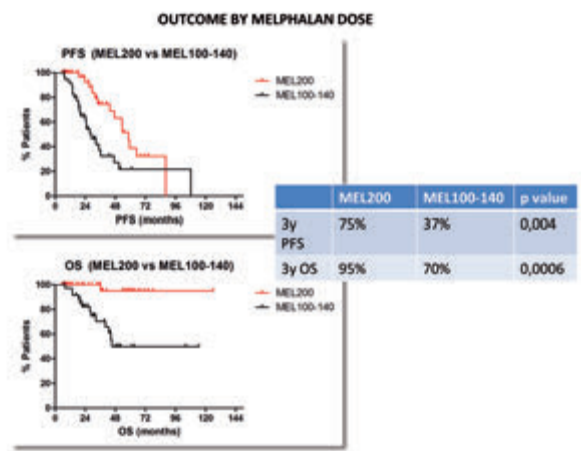 OUTCOME BY MELPHALAN DOSE
PFS (MEL200 vs MEL100-140)
MEL200
MEL100-140
100
80
60
40
20
0
% Patients
0 24 48 72 96 120 144
PFS (months)
OS (MEL200 vs MEL100-140)
MEL200
MEL100-140
100
80
60
40
20
0
% Patients
0 24 48 72 96 120 144
OS (months)
MEL200 MEL100-140 p value
3y PFS 75% 37% 0,004
3y OS 95% 70% 0,0006